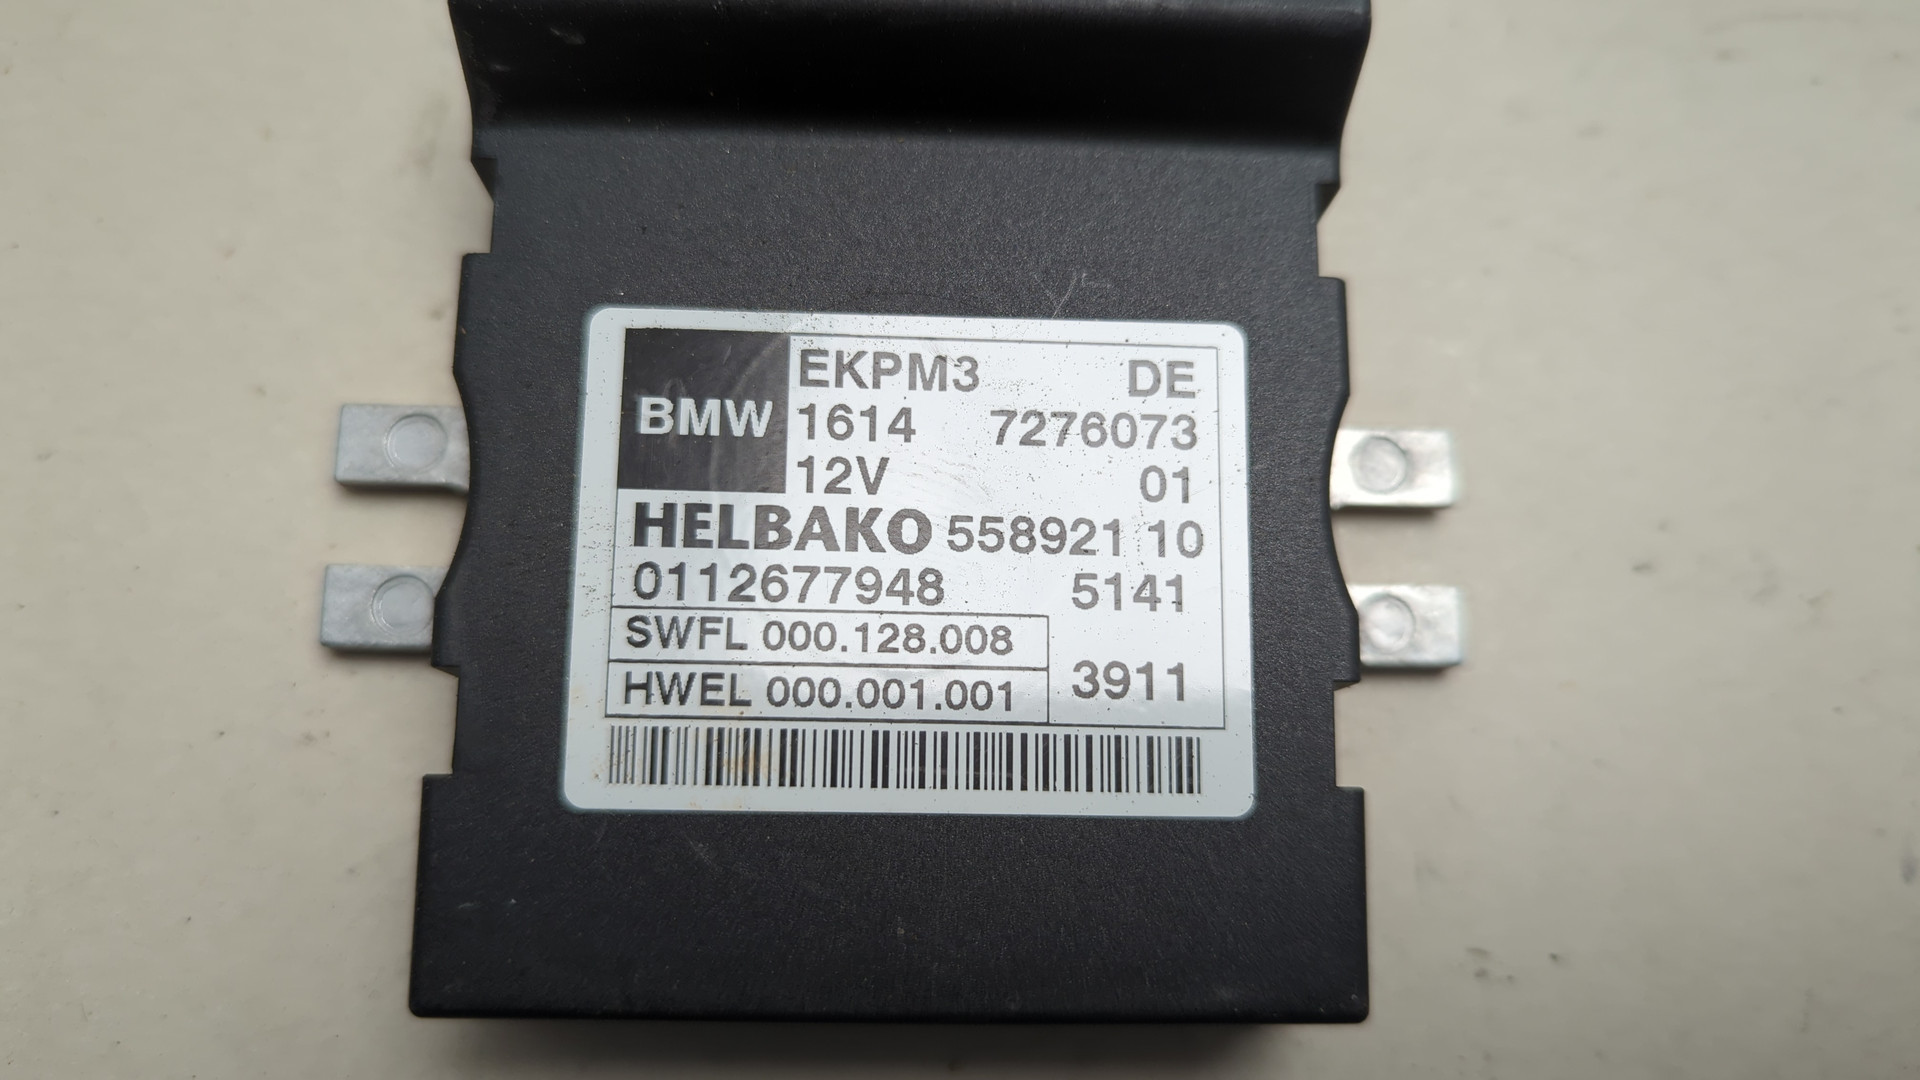 EKPM3 DE
BMW 1614 7276073
12V 01
HELBAKO 558921 10
0112677948 5141
SWFL 000.128.008
HWEL 000.001.001 3911